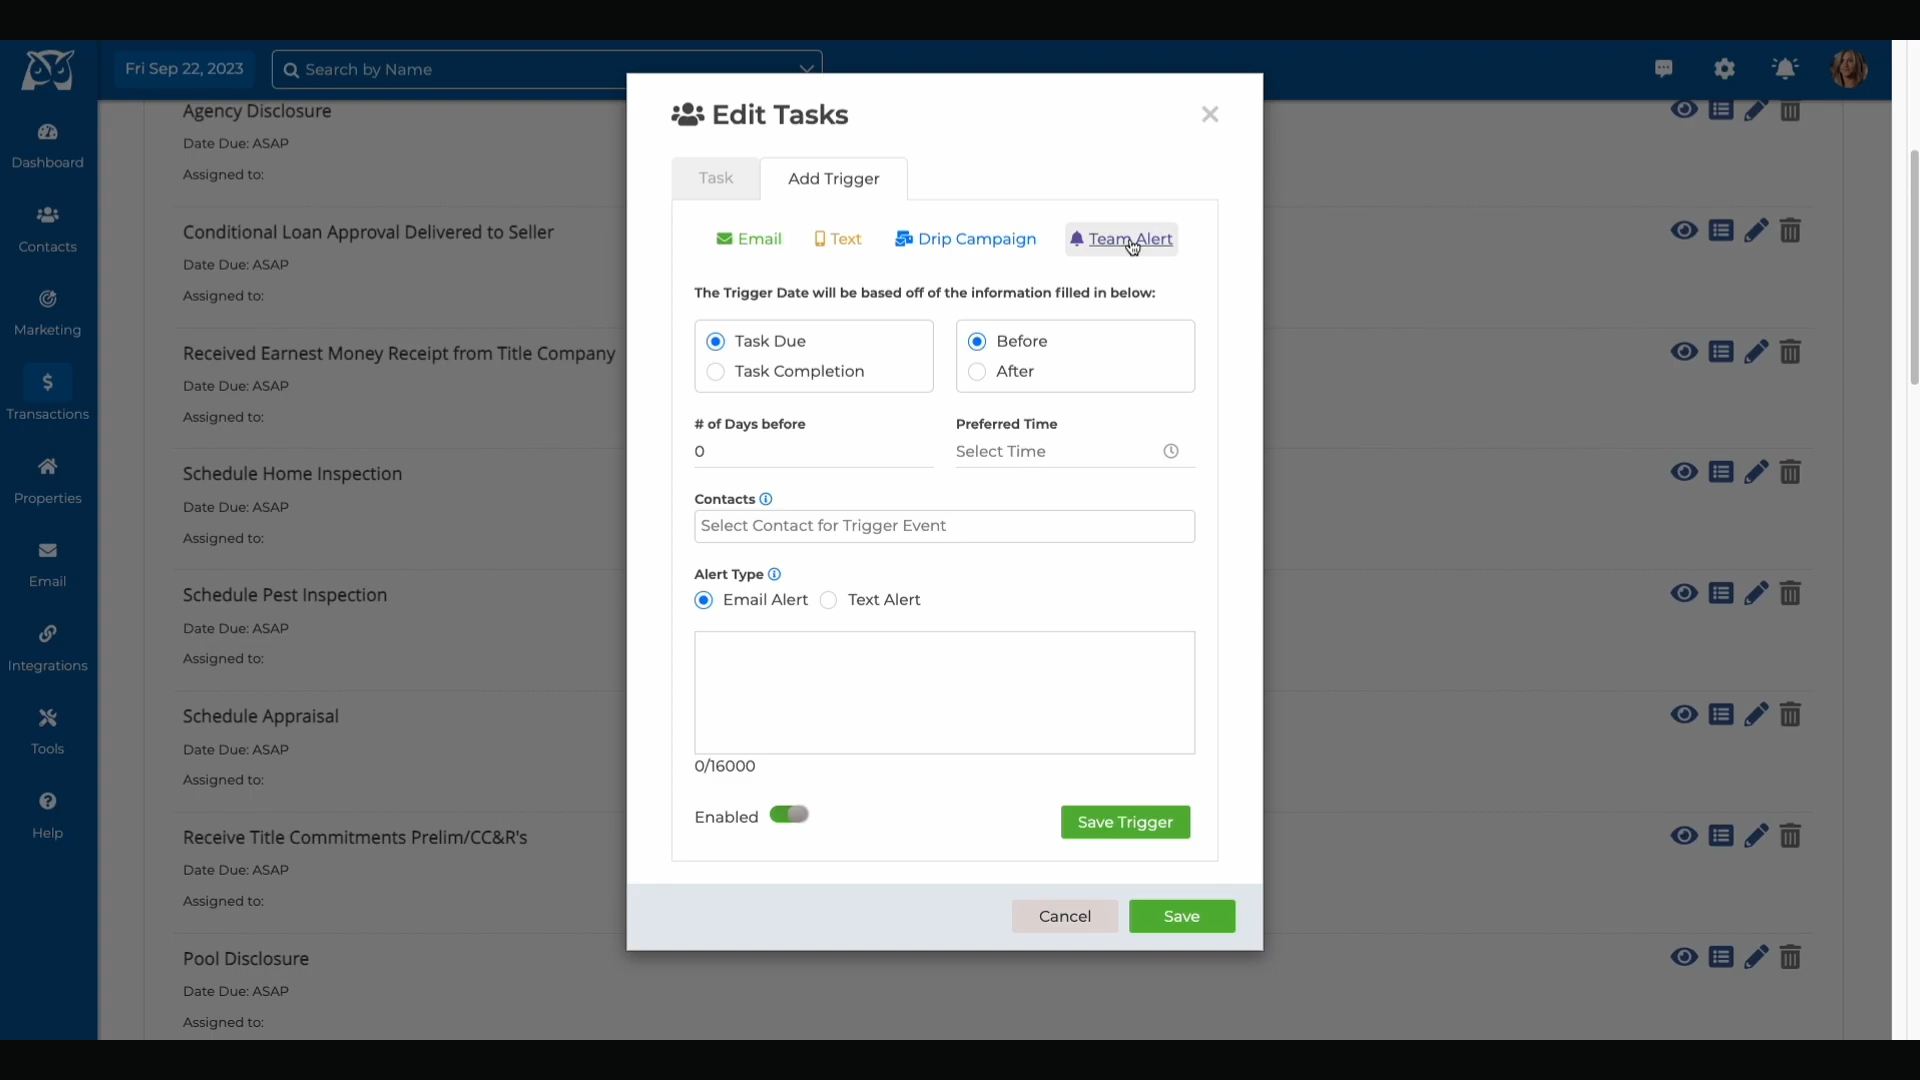 Fri Sep 22, 2023
Search by Name
Dashboard
Contacts
Marketing
$
Transactions
Properties
Email
Integrations
Tools
Help
Agency Disclosure
Date Due: ASAP
Assigned to:
Conditional Loan Approval Delivered to Seller
Date Due: ASAP
Assigned to:
Received Earnest Money Receipt from Title Company
Date Due: ASAP
Assigned to:
Schedule Home Inspection
Date Due: ASAP
Assigned to:
Schedule Pest Inspection
Date Due: ASAP
Assigned to:
Schedule Appraisal
Date Due: ASAP
Assigned to:
Receive Title Commitments Prelim/CC&R's
Date Due: ASAP
Assigned to:
Pool Disclosure
Date Due: ASAP
Assigned to:
Edit Tasks
Task
Add Trigger
Email
Text
Drip Campaign
Team Alert
The Trigger Date will be based off of the information filled in below:
Task Due
Task Completion
Before
After
# of Days before
0
Preferred Time
Select Time
Contacts
Select Contact for Trigger Event
Alert Type
Email Alert
Text Alert
0/16000
Enabled
Save Trigger
Cancel
Save